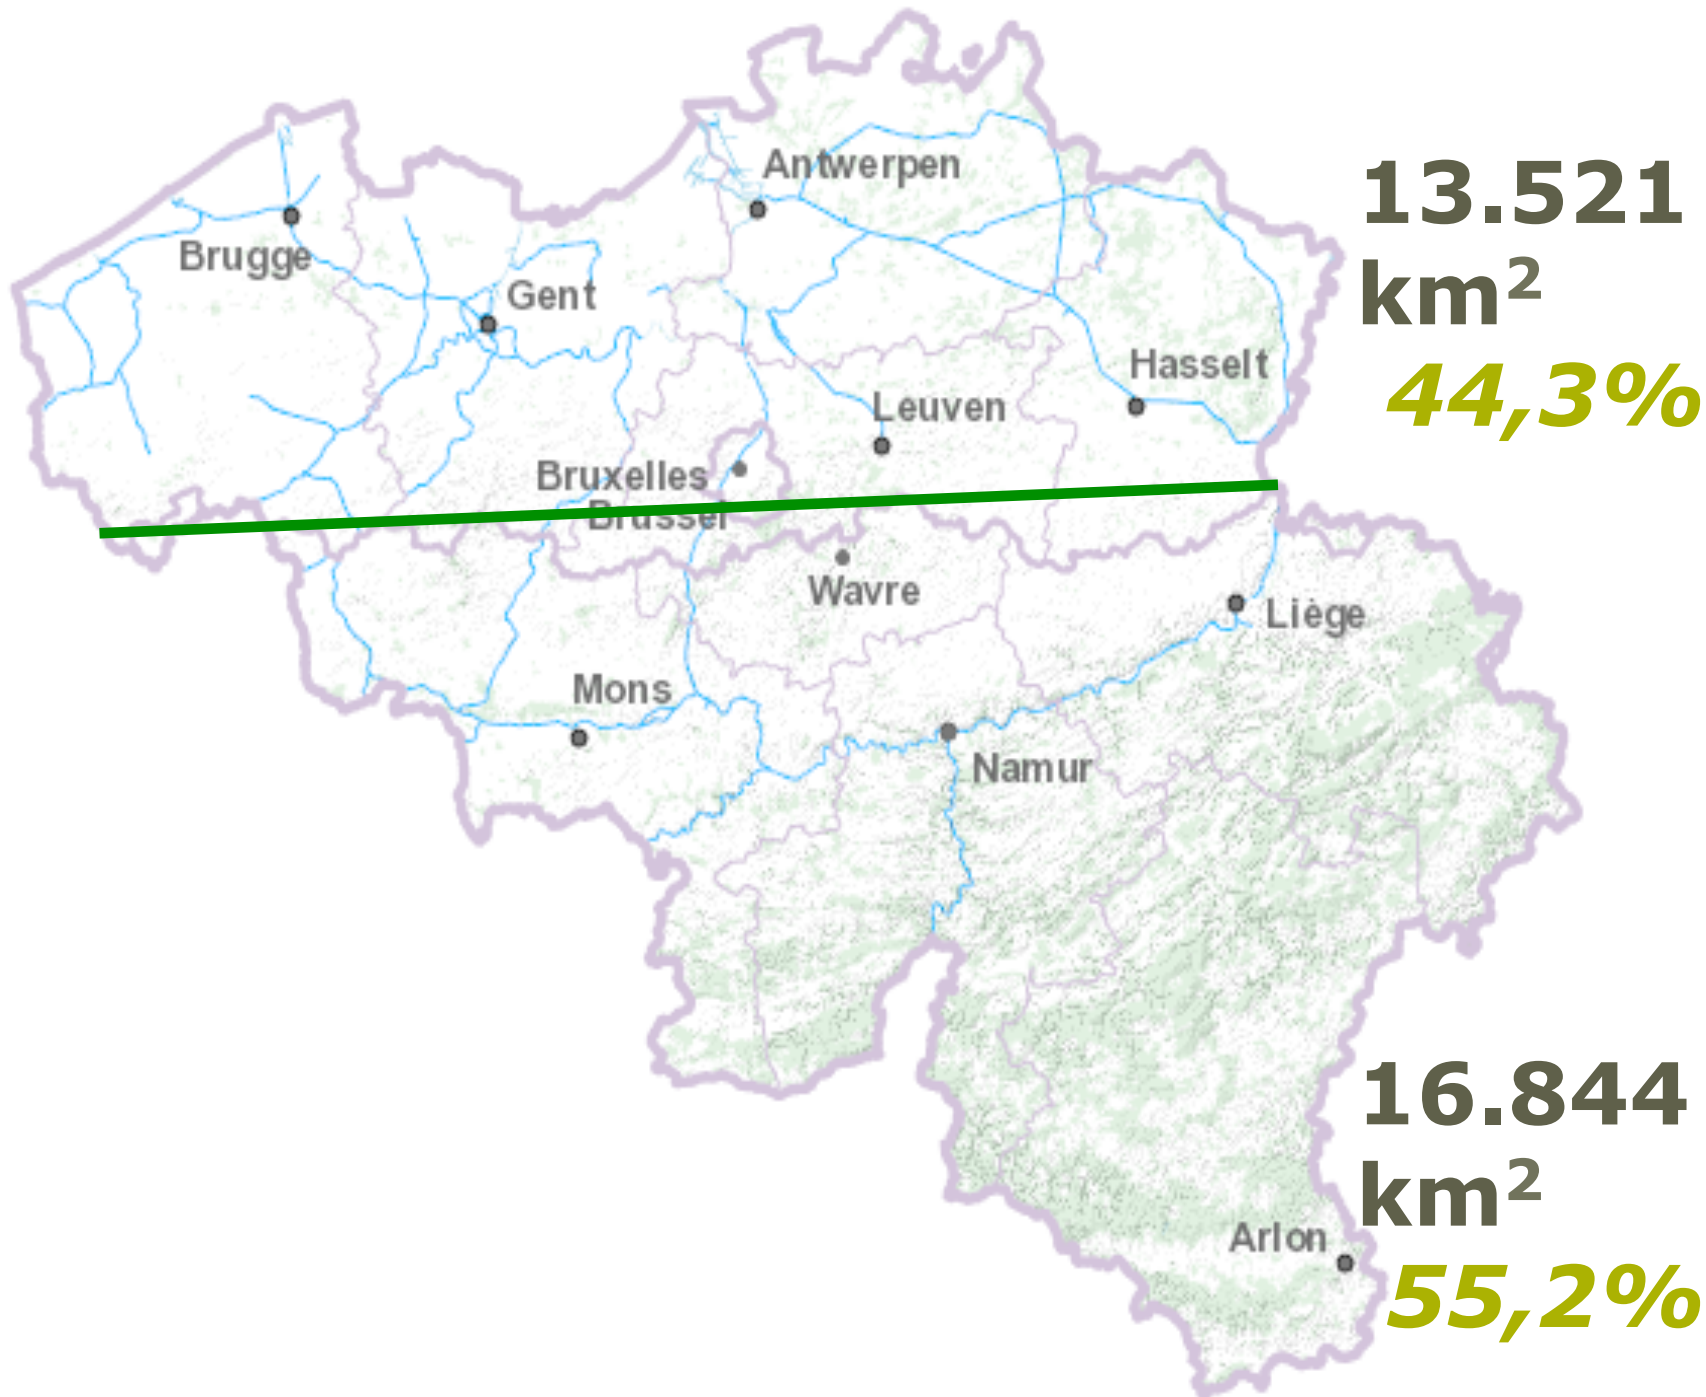 Antwerpen
13.521
km²
44,3%
Brugge
Gent
Hasselt
Leuven
Bruxelles
Brussel
Wavre
Liège
Mons
Namur
16.844
km²
55,2%
Arlon